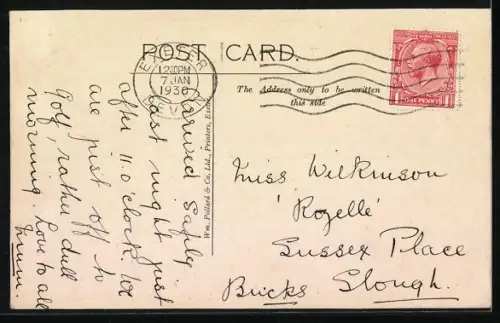 POST CARD.
EXETER
12.30PM
7 JAN
1930
DEVON
The Address only to be written
this side
ONE PENNY
Wm. Pollard & Co. Ltd., Printers, Exeter
Arrived Safely
last night just
after 11.0'clock. We
are just off to
Golf, rather dull
morning. Love to all
Miss Wilkinson
'Rozelle'
Sussex Place
Slough.
Bucks